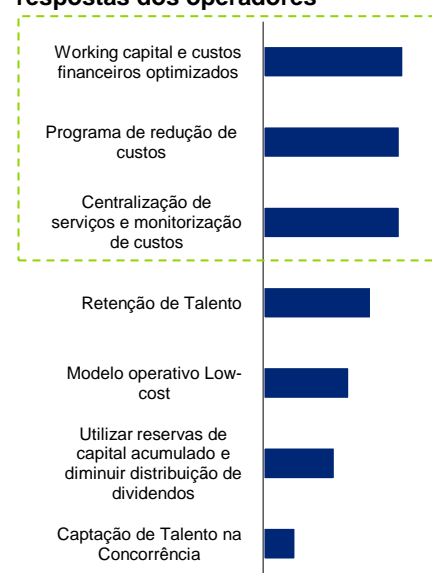 respostas dos operadores
Working capital e custos
financeiros optimizados
Programa de redução de
custos
Centralização de
serviços e monitorização
de custos
Retenção de Talento
Modelo operativo Low-
cost
Utilizar reservas de
capital acumulado e
diminuir distribuição de
dividendos
Captação de Talento na
Concorrência